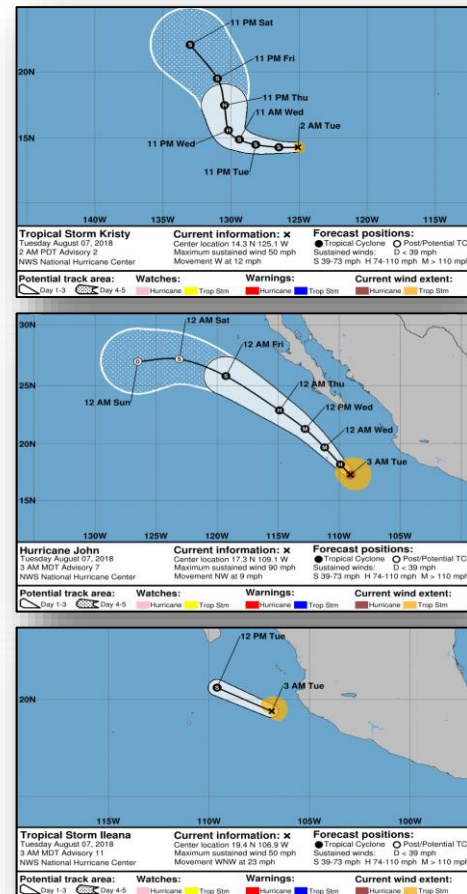 11 PM Sat
20N
11 PM Fri
11 PM Thu
11 AM Wed
2 AM Tue
15N
11 PM Wed
11 PM Tue
140W 135W 130W 125W 120W 115W
Tropical Storm Kristy
Tuesday August 07, 2018
2 AM PDT Advisory 2
NWS National Hurricane Center
Current information: ×
Center location 14.3 N 125.1 W
Maximum sustained wind 50 mph
Movement W at 12 mph
Forecast positions:
Tropical Cyclone Post/Potential TC
Sustained winds: D < 39 mph
S 39-73 mph H 74-110 mph M > 110 mph
Potential track area: Watches: Warnings: Current wind extent:
Day 1-3 Day 4-5 Hurricane Trop Stm Hurricane Trop Stm Hurricane Trop Stm
30N
12 AM Sat
12 AM Fri
25N
12 AM Thu
12 AM Sun
12 PM Wed
20N
12 AM Wed
3 AM Tue
15N
130W 125W 120W 115W 110W 105W
Hurricane John
Tuesday August 07, 2018
3 AM MDT Advisory 7
NWS National Hurricane Center
Current information: ×
Center location 17.3 N 109.1 W
Maximum sustained wind 90 mph
Movement NW at 9 mph
Forecast positions:
Tropical Cyclone Post/Potential TC
Sustained winds: D < 39 mph
S 39-73 mph H 74-110 mph M > 110 mph
Potential track area: Watches: Warnings: Current wind extent:
Day 1-3 Day 4-5 Hurricane Trop Stm Hurricane Trop Stm Hurricane Trop Stm
12 PM Tue
3 AM Tue
20N
115W 110W 105W 100W
Tropical Storm Ileana
Tuesday August 07, 2018
3 AM MDT Advisory 11
NWS National Hurricane Center
Current information: ×
Center location 19.4 N 106.9 W
Maximum sustained wind 50 mph
Movement WNW at 23 mph
Forecast positions:
Tropical Cyclone Post/Potential TC
Sustained winds: D < 39 mph
S 39-73 mph H 74-110 mph M > 110 mph
Potential track area: Watches: Warnings: Current wind extent:
Day 1-3 Day 4-5 Hurricane Trop Stm Hurricane Trop Stm Hurricane Trop Stm